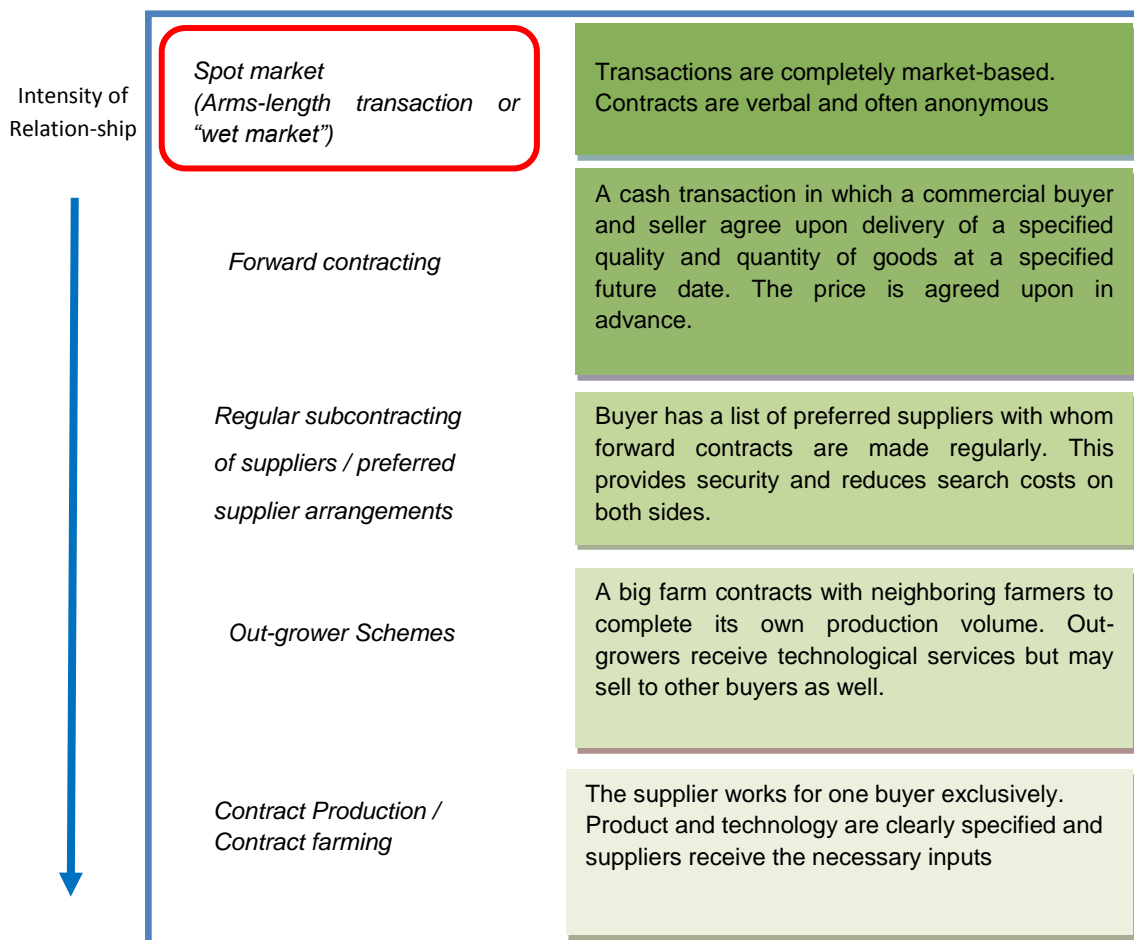 Intensity of
Relation-ship
Spot market
(Arms-length transaction or
“wet market”)
Transactions are completely market-based.
Contracts are verbal and often anonymous
Forward contracting
A cash transaction in which a commercial buyer
and seller agree upon delivery of a specified
quality and quantity of goods at a specified
future date. The price is agreed upon in
advance.
Regular subcontracting
of suppliers / preferred
supplier arrangements
Buyer has a list of preferred suppliers with whom
forward contracts are made regularly. This
provides security and reduces search costs on
both sides.
Out-grower Schemes
A big farm contracts with neighboring farmers to
complete its own production volume. Out-
growers receive technological services but may
sell to other buyers as well.
Contract Production /
Contract farming
The supplier works for one buyer exclusively.
Product and technology are clearly specified and
suppliers receive the necessary inputs